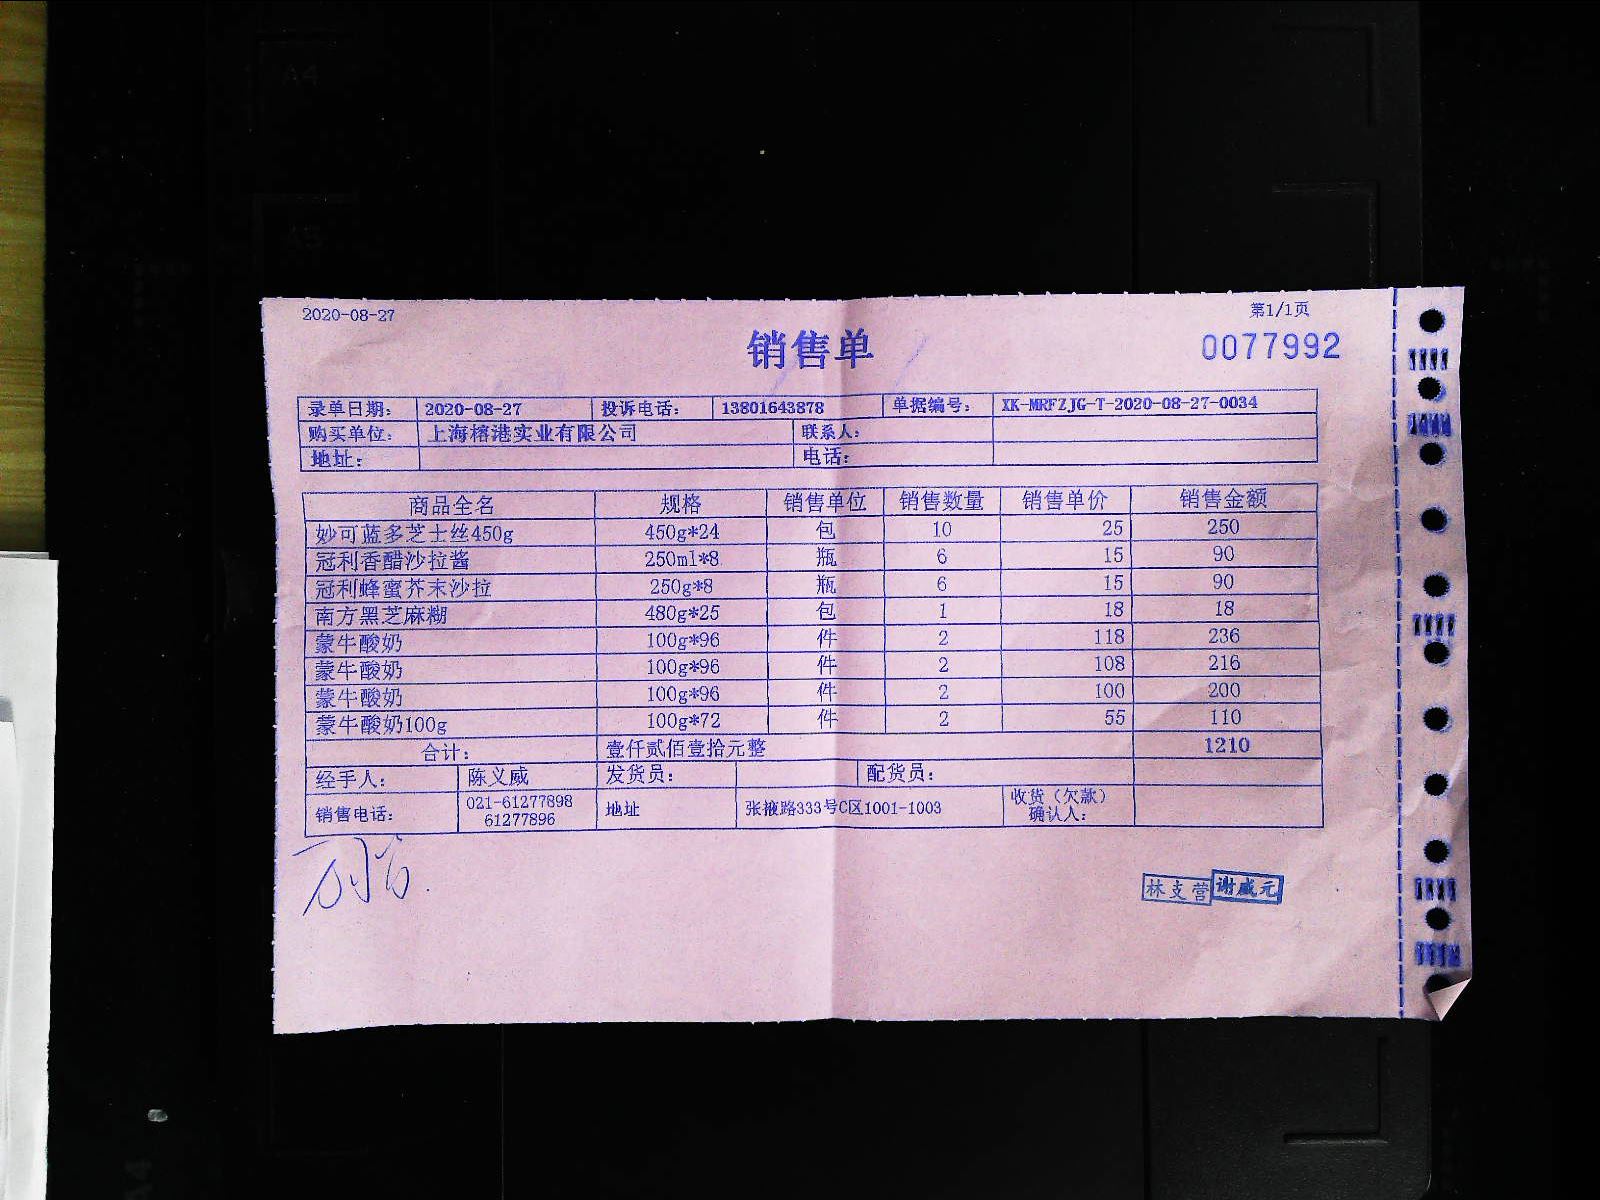 2020-08-27 第1/1页
销售单 0077992
录单日期: 2020-08-27 投诉电话: 13801643878 单据编号: XK-MRFZJG-T-2020-08-27-0034
购买单位: 上海榕港实业有限公司 联系人:
地址: 电话:
商品全名 规格 销售单位 销售数量 销售单价 销售金额
妙可蓝多芝士丝450g 450g*24 包 10 25 250
冠利香醋沙拉酱 250ml*8 瓶 6 15 90
冠利蜂蜜芥末沙拉 250g*8 瓶 6 15 90
南方黑芝麻糊 480g*25 包 1 18 18
蒙牛酸奶 100g*96 件 2 118 236
蒙牛酸奶 100g*96 件 2 108 216
蒙牛酸奶 100g*96 件 2 100 200
蒙牛酸奶100g 100g*72 件 2 55 110
合计: 壹仟贰佰壹拾元整 1210
经手人: 陈义威 发货员: 配货员:
销售电话: 021-61277898 61277896 地址 张掖路333号C区1001-1003 收货（欠款）确认人:
林支营 谢威元
A4
A5